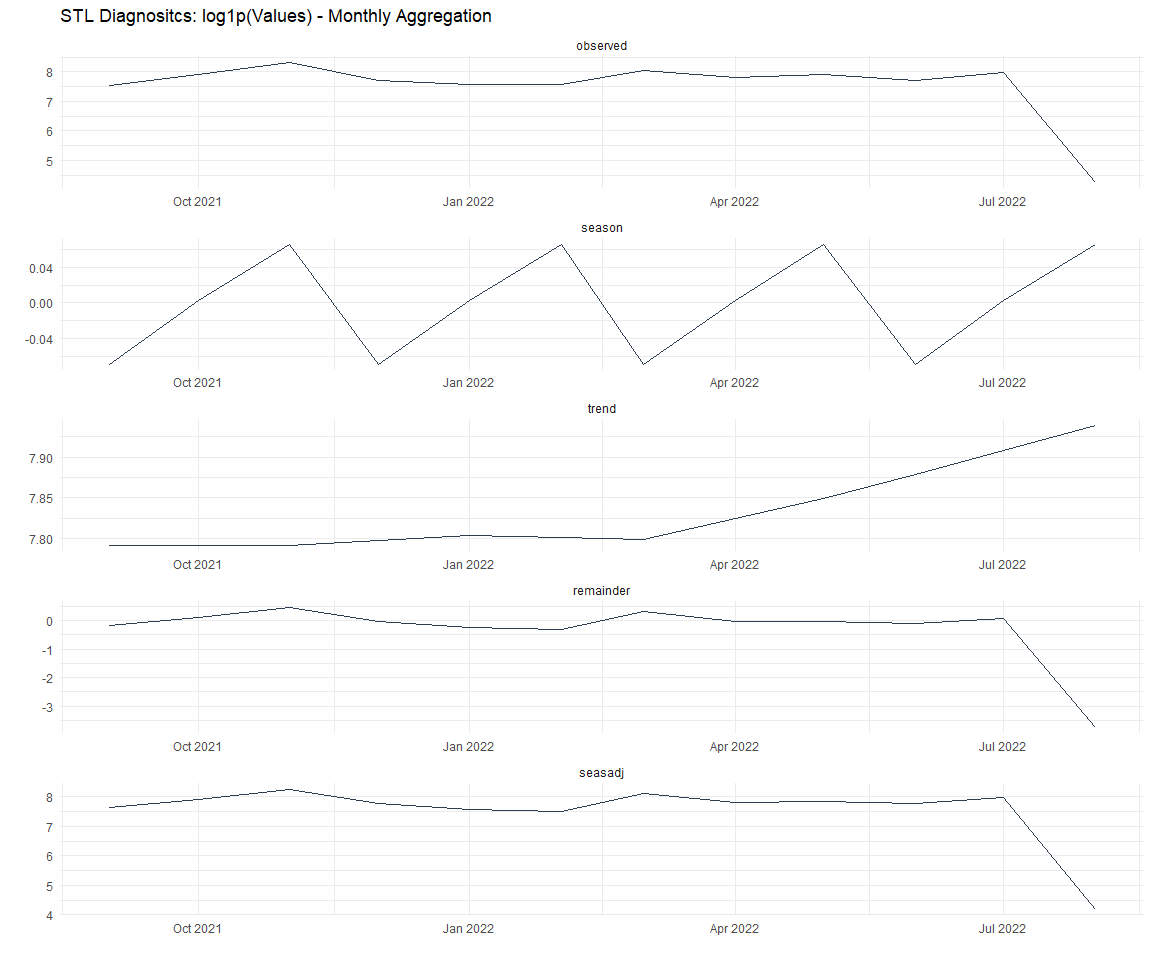 STL Diagnositcs: log1p(Values) - Monthly Aggregation
observed
8
7
6
5
Oct 2021 Jan 2022 Apr 2022 Jul 2022
season
0.04
0.00
-0.04
Oct 2021 Jan 2022 Apr 2022 Jul 2022
trend
7.90
7.85
7.80
Oct 2021 Jan 2022 Apr 2022 Jul 2022
remainder
0
-1
-2
-3
Oct 2021 Jan 2022 Apr 2022 Jul 2022
seasadj
8
7
6
5
4
Oct 2021 Jan 2022 Apr 2022 Jul 2022